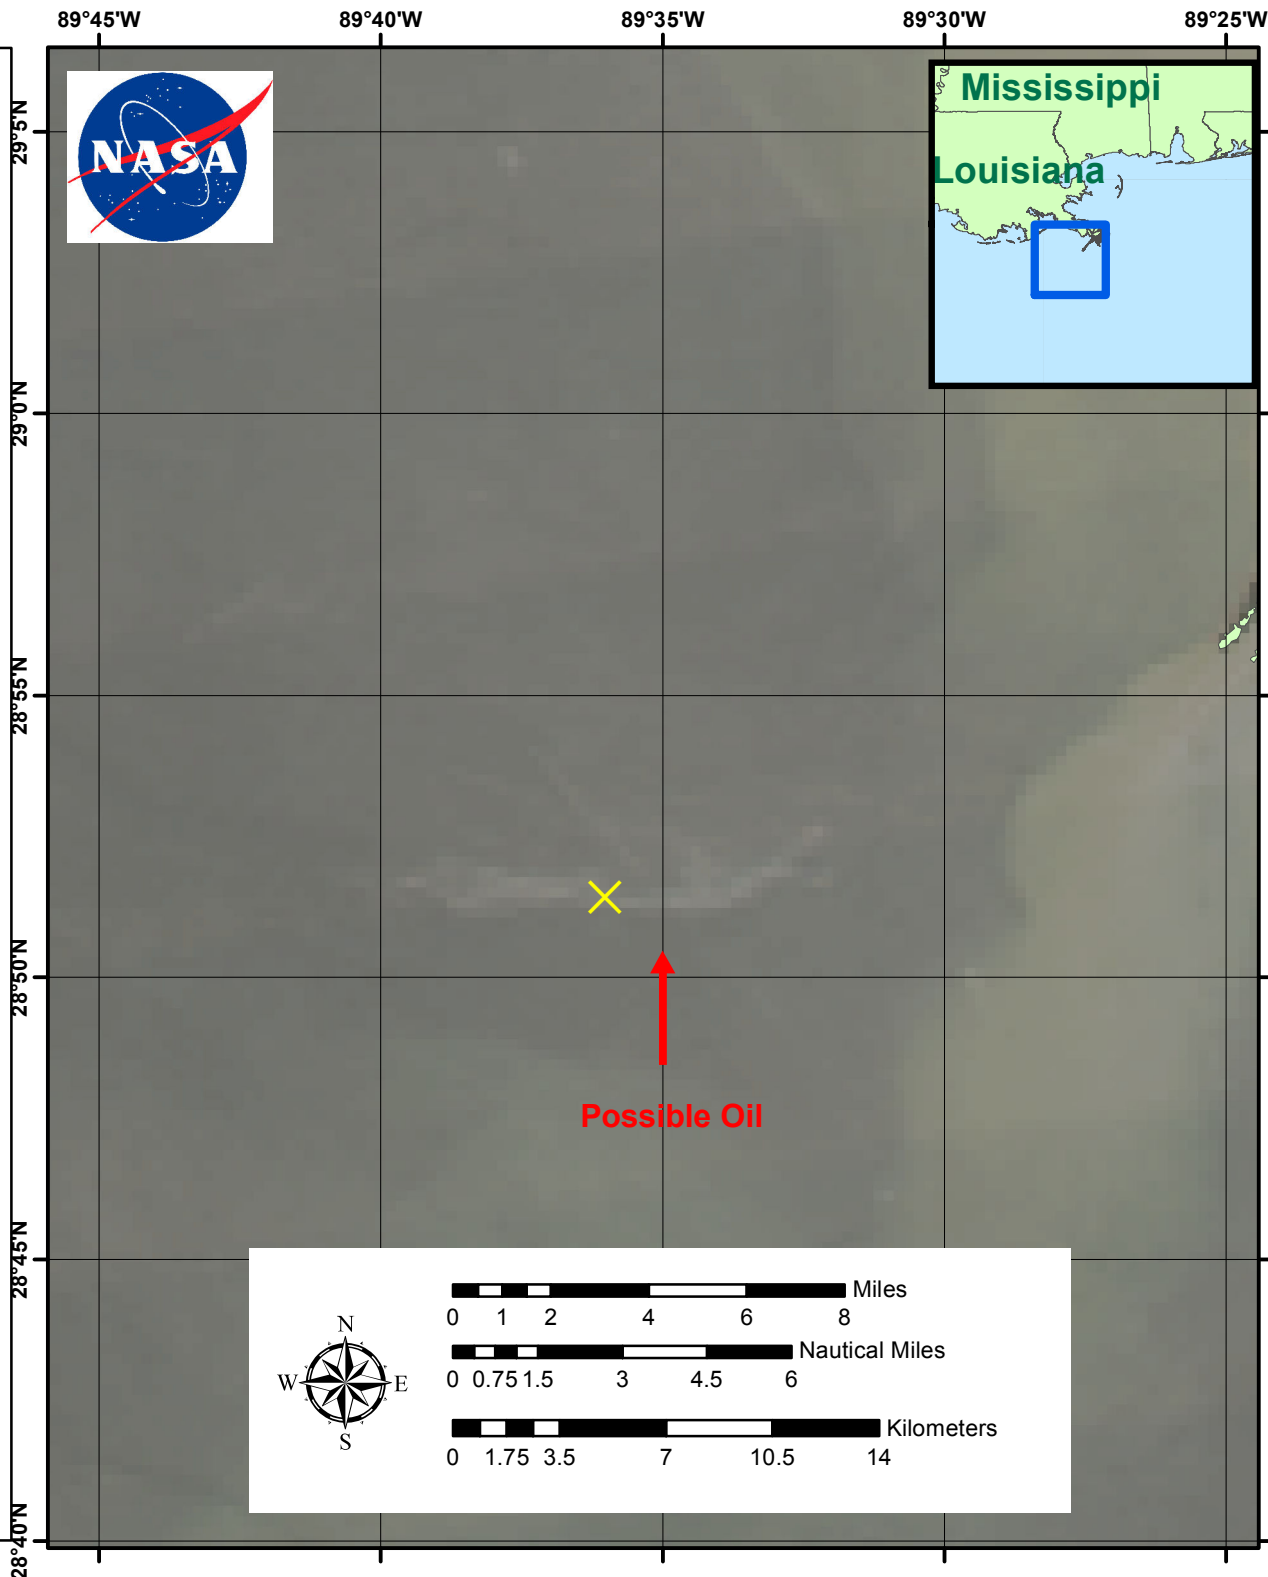 89°45'W 89°40'W 89°35'W 89°30'W 89°25'W
NASA
Mississippi
Louisiana
29°5'N
29°0'N
28°55'N
28°50'N
28°45'N
28°40'N
Possible Oil
N
W E
S
Miles
0 1 2 4 6 8
Nautical Miles
0 0.75 1.5 3 4.5 6
Kilometers
0 1.75 3.5 7 10.5 14